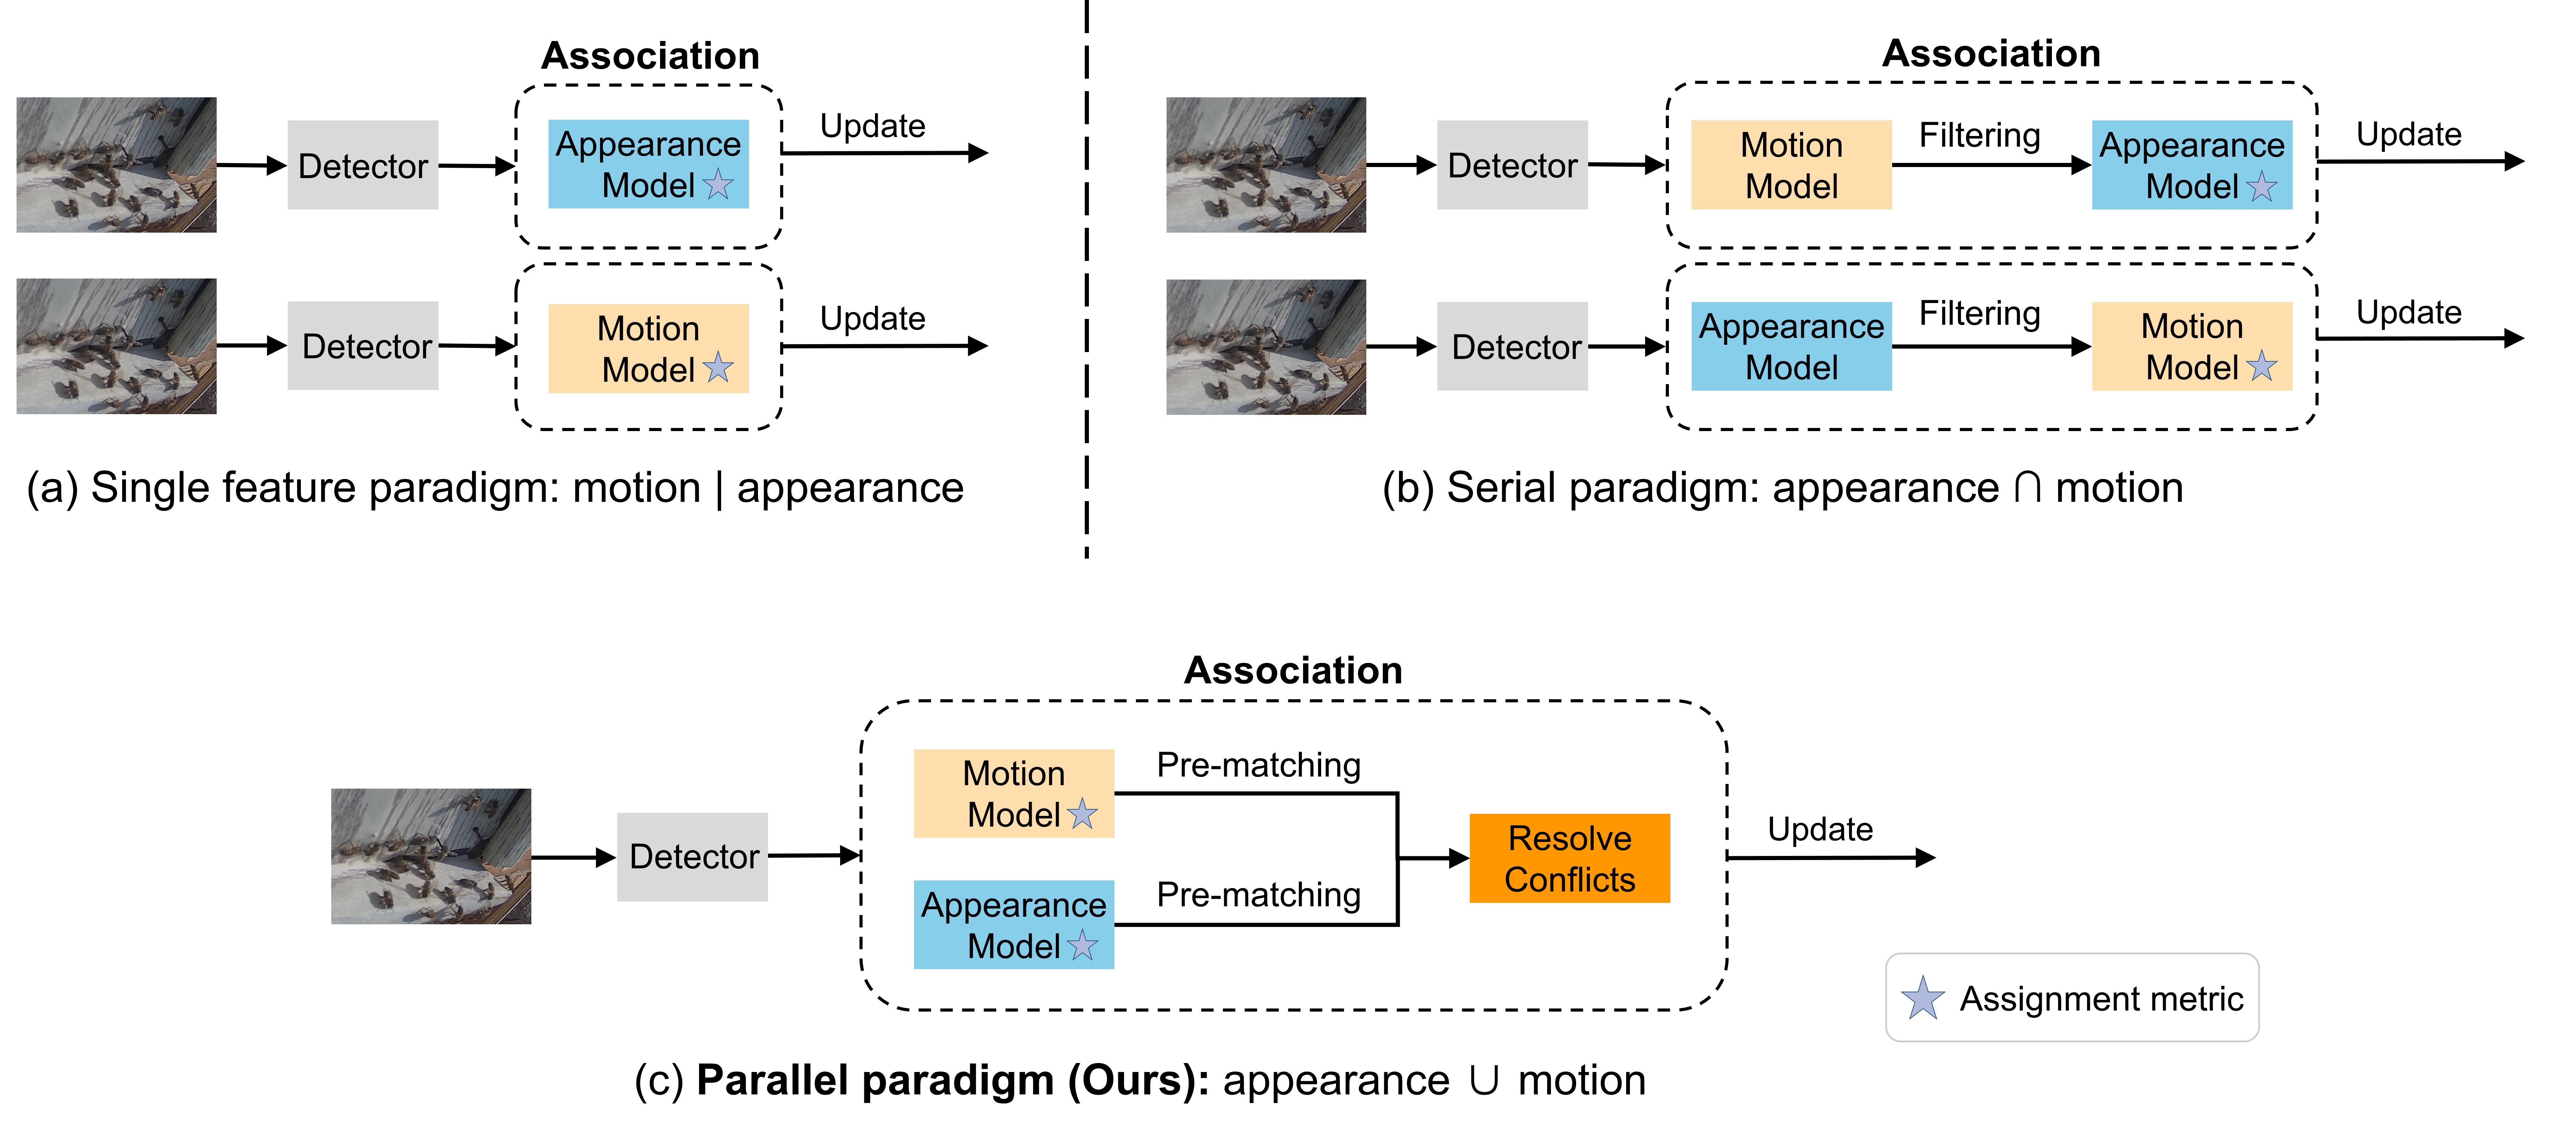 Association
Detector
Appearance
Model
Update
Detector
Motion
Model
Update
(a) Single feature paradigm: motion | appearance
Association
Detector
Motion
Model
Filtering
Appearance
Model
Update
Detector
Appearance
Model
Filtering
Motion
Model
Update
(b) Serial paradigm: appearance ∩ motion
Association
Detector
Motion
Model
Pre-matching
Appearance
Model
Pre-matching
Resolve
Conflicts
Update
Assignment metric
(c) Parallel paradigm (Ours): appearance ∪ motion